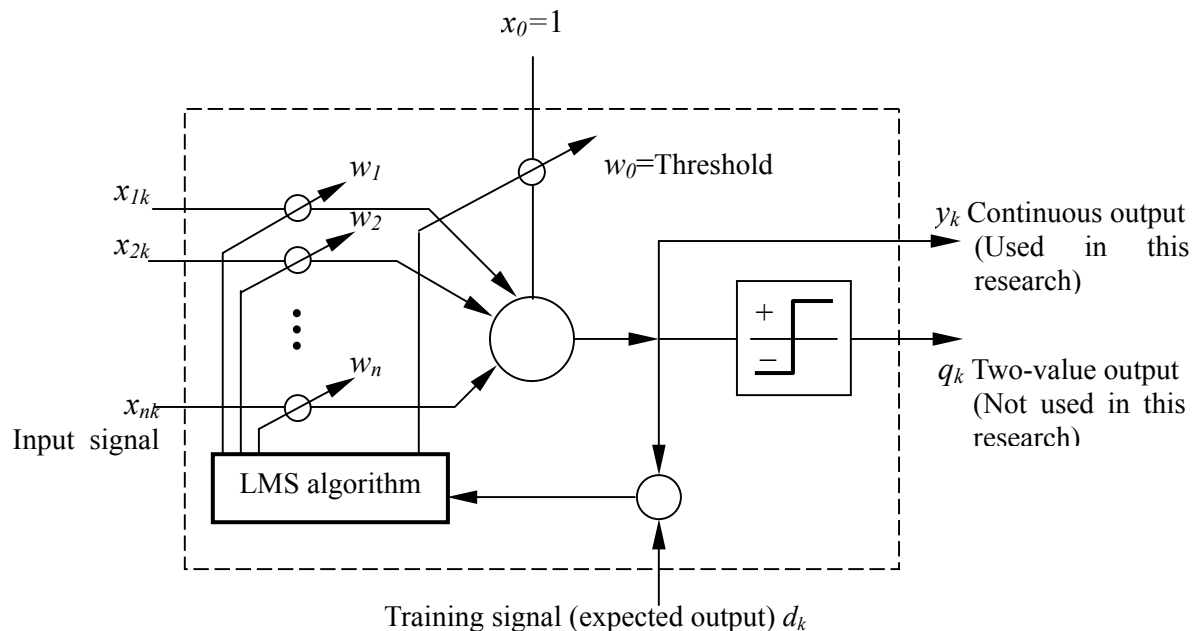 x0=1
w0=Threshold
w1
x1k
w2
x2k
wn
xnk
Input signal
LMS algorithm
yk Continuous output
(Used in this
research)
+
−
qk Two-value output
(Not used in this
research)
Training signal (expected output) dk